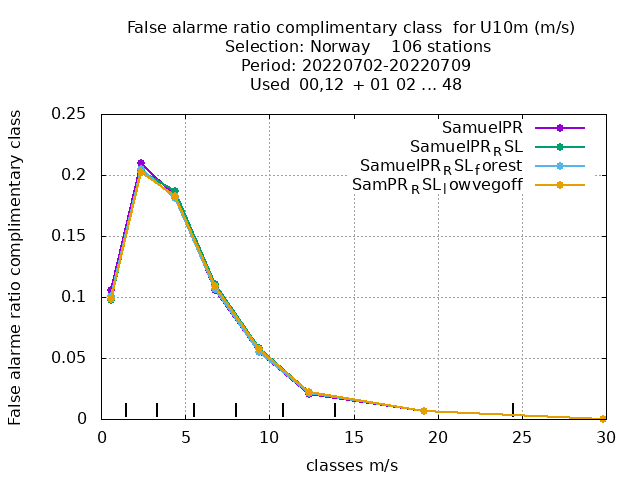 False alarme ratio complimentary class  for U10m (m/s)
Selection: Norway    106 stations
Period: 20220702-20220709
Used  00,12  + 01 02 ... 48
False alarme ratio complimentary class
SamuelPR
SamuelPR_RSL
SamuelPR_RSL_forest
SamPR_RSL_lowvegoff
0.25
0.2
0.15
0.1
0.05
0
0 5 10 15 20 25 30
classes m/s